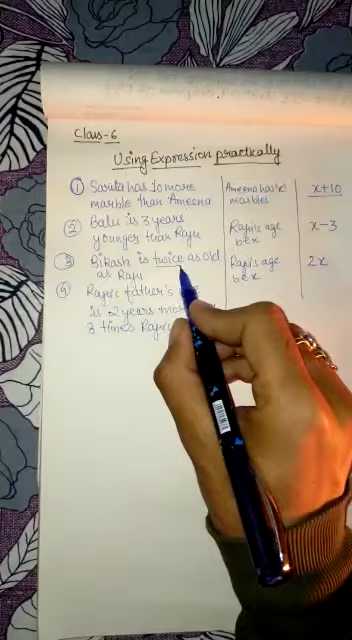 Class-6
Using Expression practically
① Sarita has 10 more
marble than Ameena
Ameena has 'x'
marbles
x+10
② Balu is 3 years
younger than Raju
Raju's age
be x
x-3
③ Bikash is twice as old
as Raju
Raju's age
be x
2x
④ Raju's father's
is 2 years
3 times Raju's